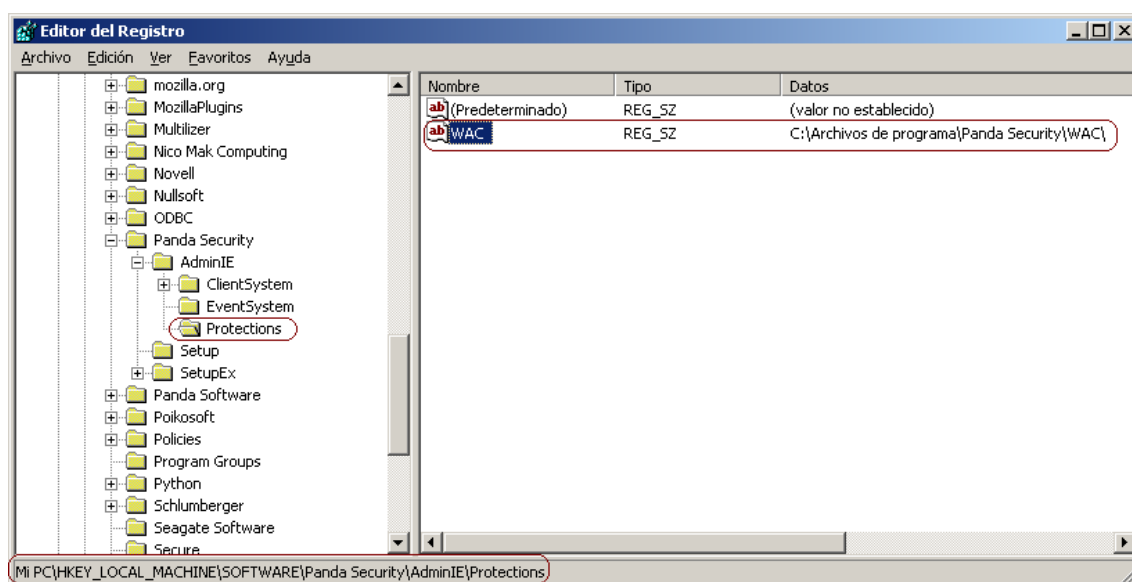 Editor del Registro
Archivo Edición Ver Favoritos Ayuda
mozilla.org
MozillaPlugins
Multilizer
Nico Mak Computing
Novell
Nullsoft
ODBC
Panda Security
AdminIE
ClientSystem
EventSystem
Protections
Setup
SetupEx
Panda Software
Poikosoft
Policies
Program Groups
Python
Schlumberger
Seagate Software
Secure
Nombre Tipo Datos
ab (Predeterminado) REG_SZ (valor no establecido)
ab WAC REG_SZ C:\Archivos de programa\Panda Security\WAC\
Mi PC\HKEY_LOCAL_MACHINE\SOFTWARE\Panda Security\AdminIE\Protections